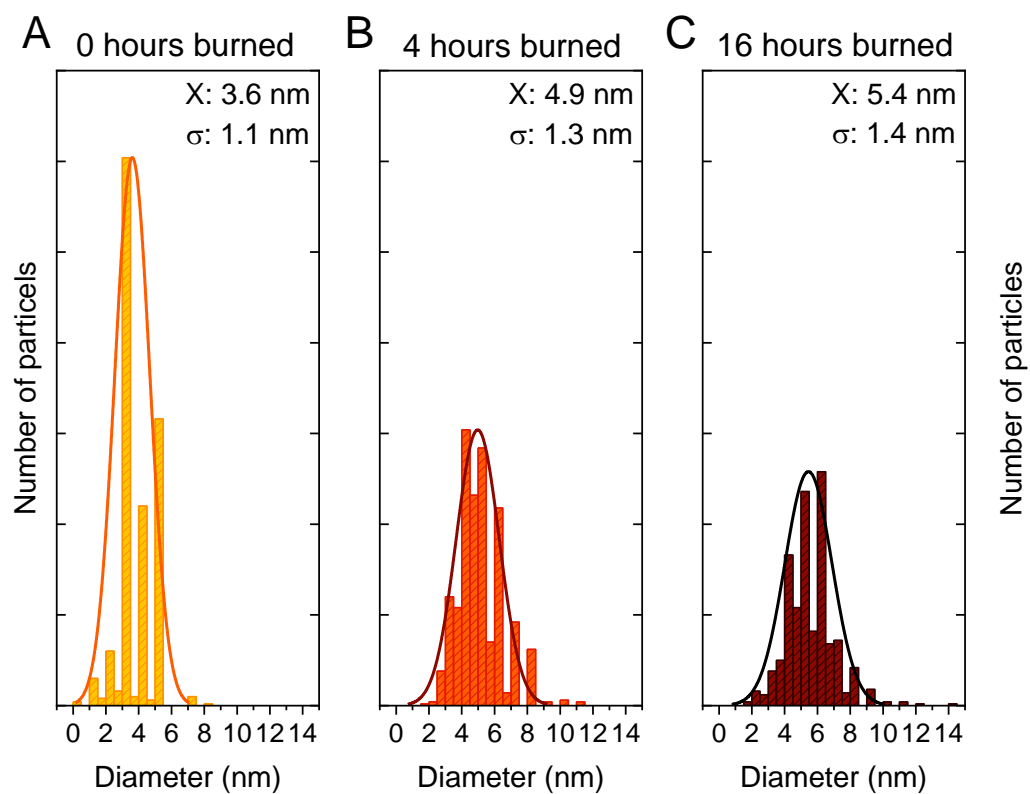 A 0 hours burned
X: 3.6 nm
σ: 1.1 nm
Number of particels
0 2 4 6 8 10 12 14
Diameter (nm)
B 4 hours burned
X: 4.9 nm
σ: 1.3 nm
0 2 4 6 8 10 12 14
Diameter (nm)
C 16 hours burned
X: 5.4 nm
σ: 1.4 nm
0 2 4 6 8 10 12 14
Diameter (nm)
Number of particles